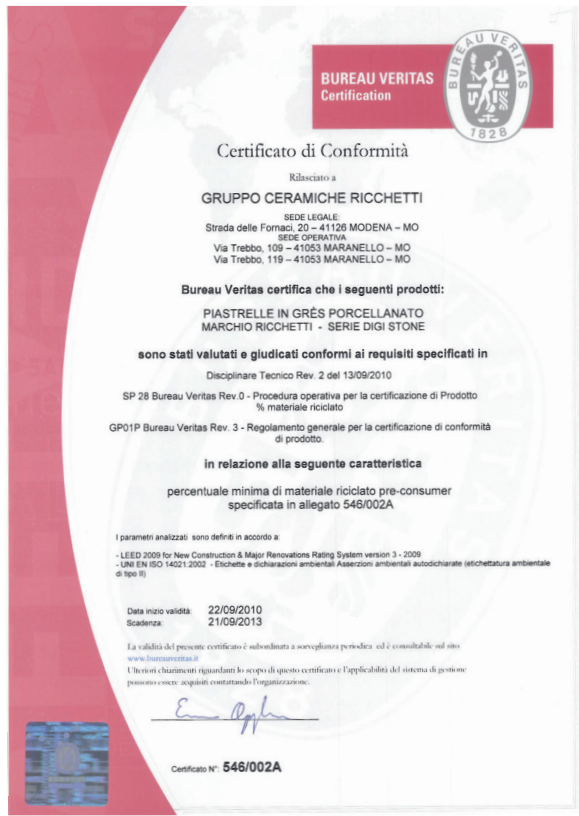 BUREAU VERITAS
Certification
BUREAU VERITAS
1828
Certificato di Conformità
Rilasciato a
GRUPPO CERAMICHE RICCHETTI
SEDE LEGALE:
Strada delle Fornaci, 20 – 41126 MODENA – MO
SEDE OPERATIVA
Via Trebbo, 109 – 41053 MARANELLO – MO
Via Trebbo, 119 – 41053 MARANELLO – MO
Bureau Veritas certifica che i seguenti prodotti:
PIASTRELLE IN GRÈS PORCELLANATO
MARCHIO RICCHETTI - SERIE DIGI STONE
sono stati valutati e giudicati conformi ai requisiti specificati in
Disciplinare Tecnico Rev. 2 del 13/09/2010
SP 28 Bureau Veritas Rev.0 - Procedura operativa per la certificazione di Prodotto
% materiale riciclato
GP01P Bureau Veritas Rev. 3 - Regolamento generale per la certificazione di conformità
di prodotto.
in relazione alla seguente caratteristica
percentuale minima di materiale riciclato pre-consumer
specificata in allegato 546/002A
I parametri analizzati sono definiti in accordo a:
- LEED 2009 for New Construction & Major Renovations Rating System version 3 - 2009
- UNI EN ISO 14021:2002 - Etichette e dichiarazioni ambientali Asserzioni ambientali autodichiarate (etichettatura ambientale
di tipo II)
Data inizio validità: 22/09/2010
Scadenza: 21/09/2013
La validità del presente certificato è subordinata a sorveglianza periodica ed è consultabile sul sito
www.bureauveritas.it
Ulteriori chiarimenti riguardanti lo scopo di questo certificato e l'applicabilità del sistema di gestione
possono essere acquisiti contattando l'organizzazione.
Certificato N°: 546/002A